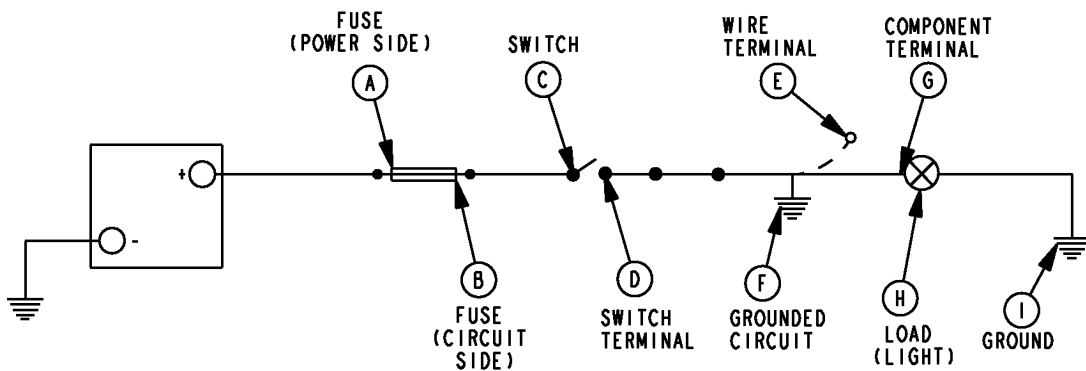 FUSE
(POWER SIDE)
A
SWITCH
C
WIRE
TERMINAL
E
COMPONENT
TERMINAL
G
+
-
B
FUSE
(CIRCUIT
SIDE)
D
SWITCH
TERMINAL
F
GROUNDED
CIRCUIT
H
LOAD
(LIGHT)
I
GROUND